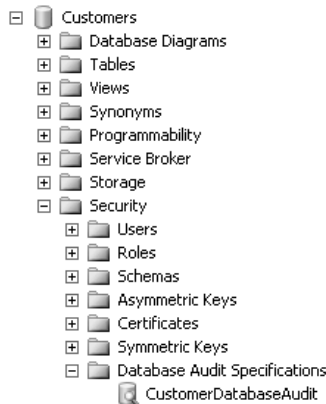 Customers
Database Diagrams
Tables
Views
Synonyms
Programmability
Service Broker
Storage
Security
Users
Roles
Schemas
Asymmetric Keys
Certificates
Symmetric Keys
Database Audit Specifications
CustomerDatabaseAudit